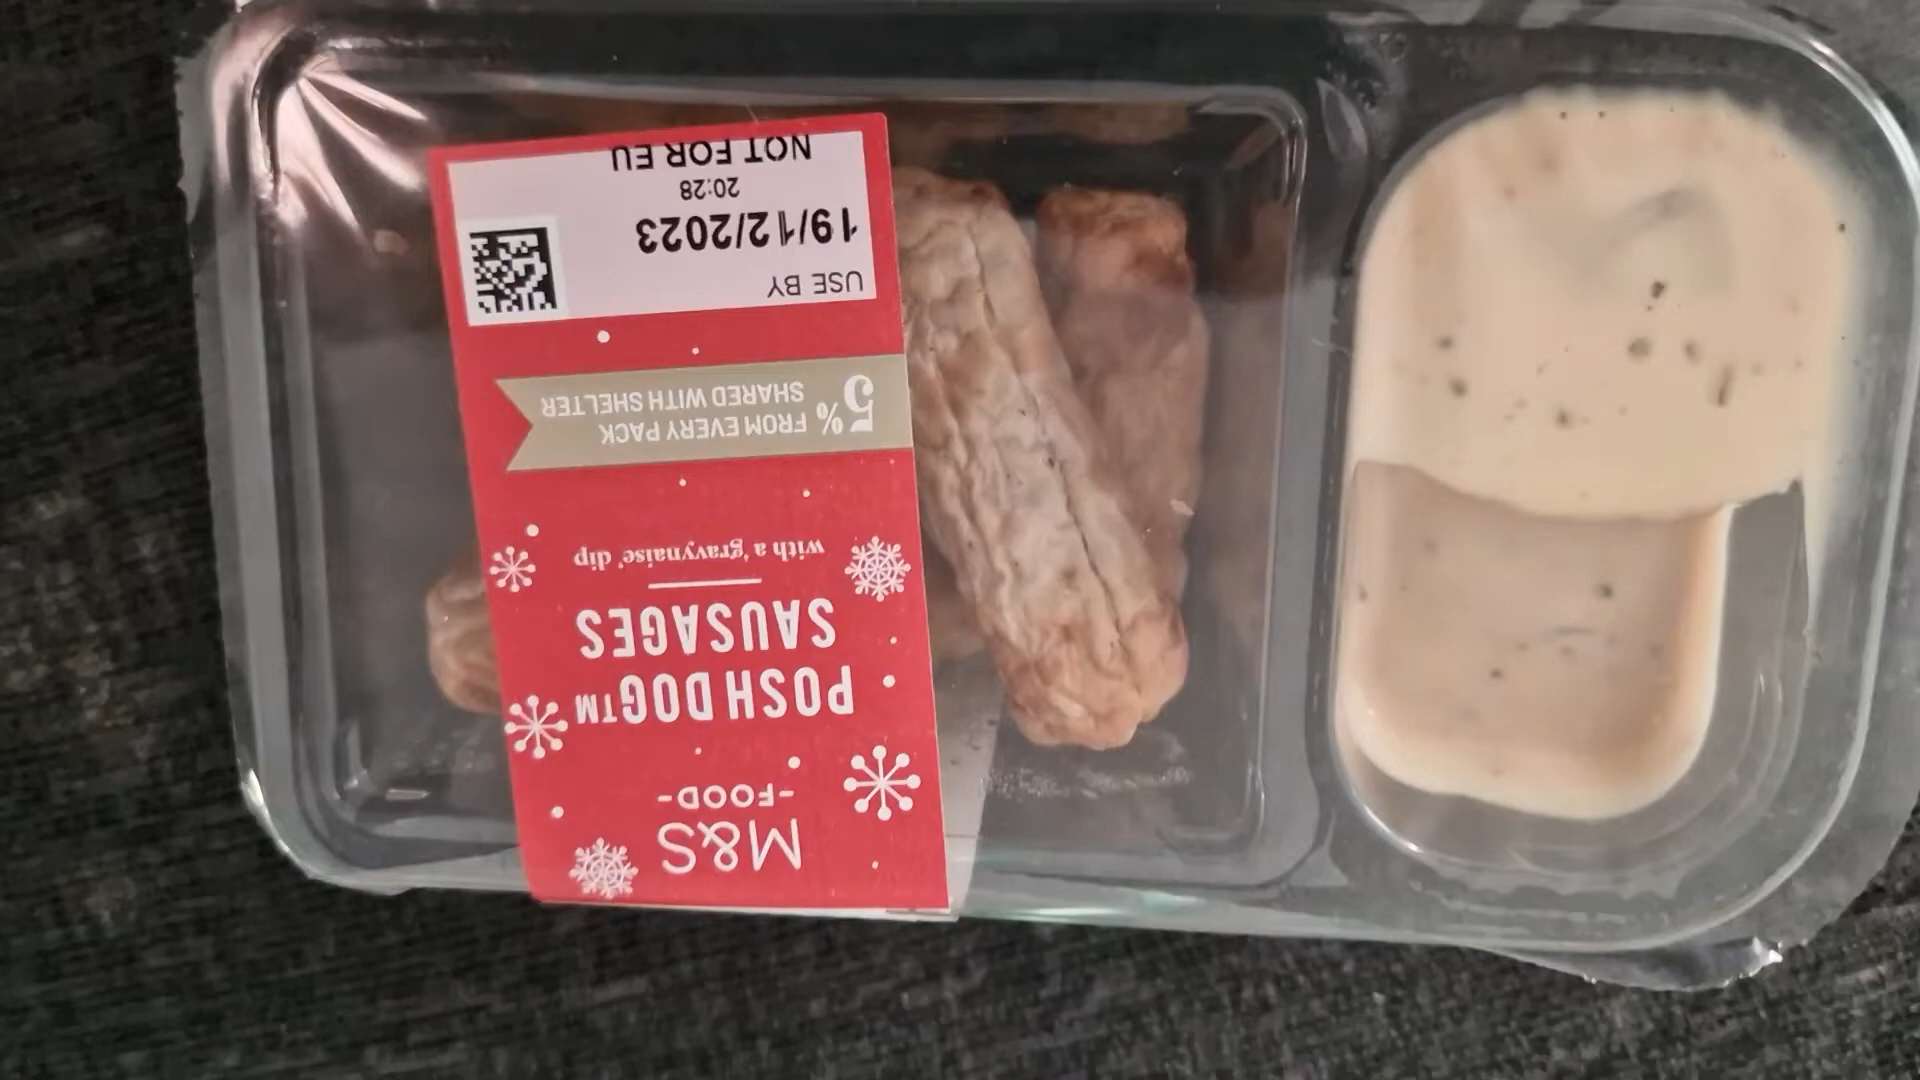 M&S
-FOOD-
POSH DOG™
SAUSAGES
with a 'gravynaise' dip
5% FROM EVERY PACK
SHARED WITH SHELTER
USE BY
19/12/2023
20:28
NOT FOR EU